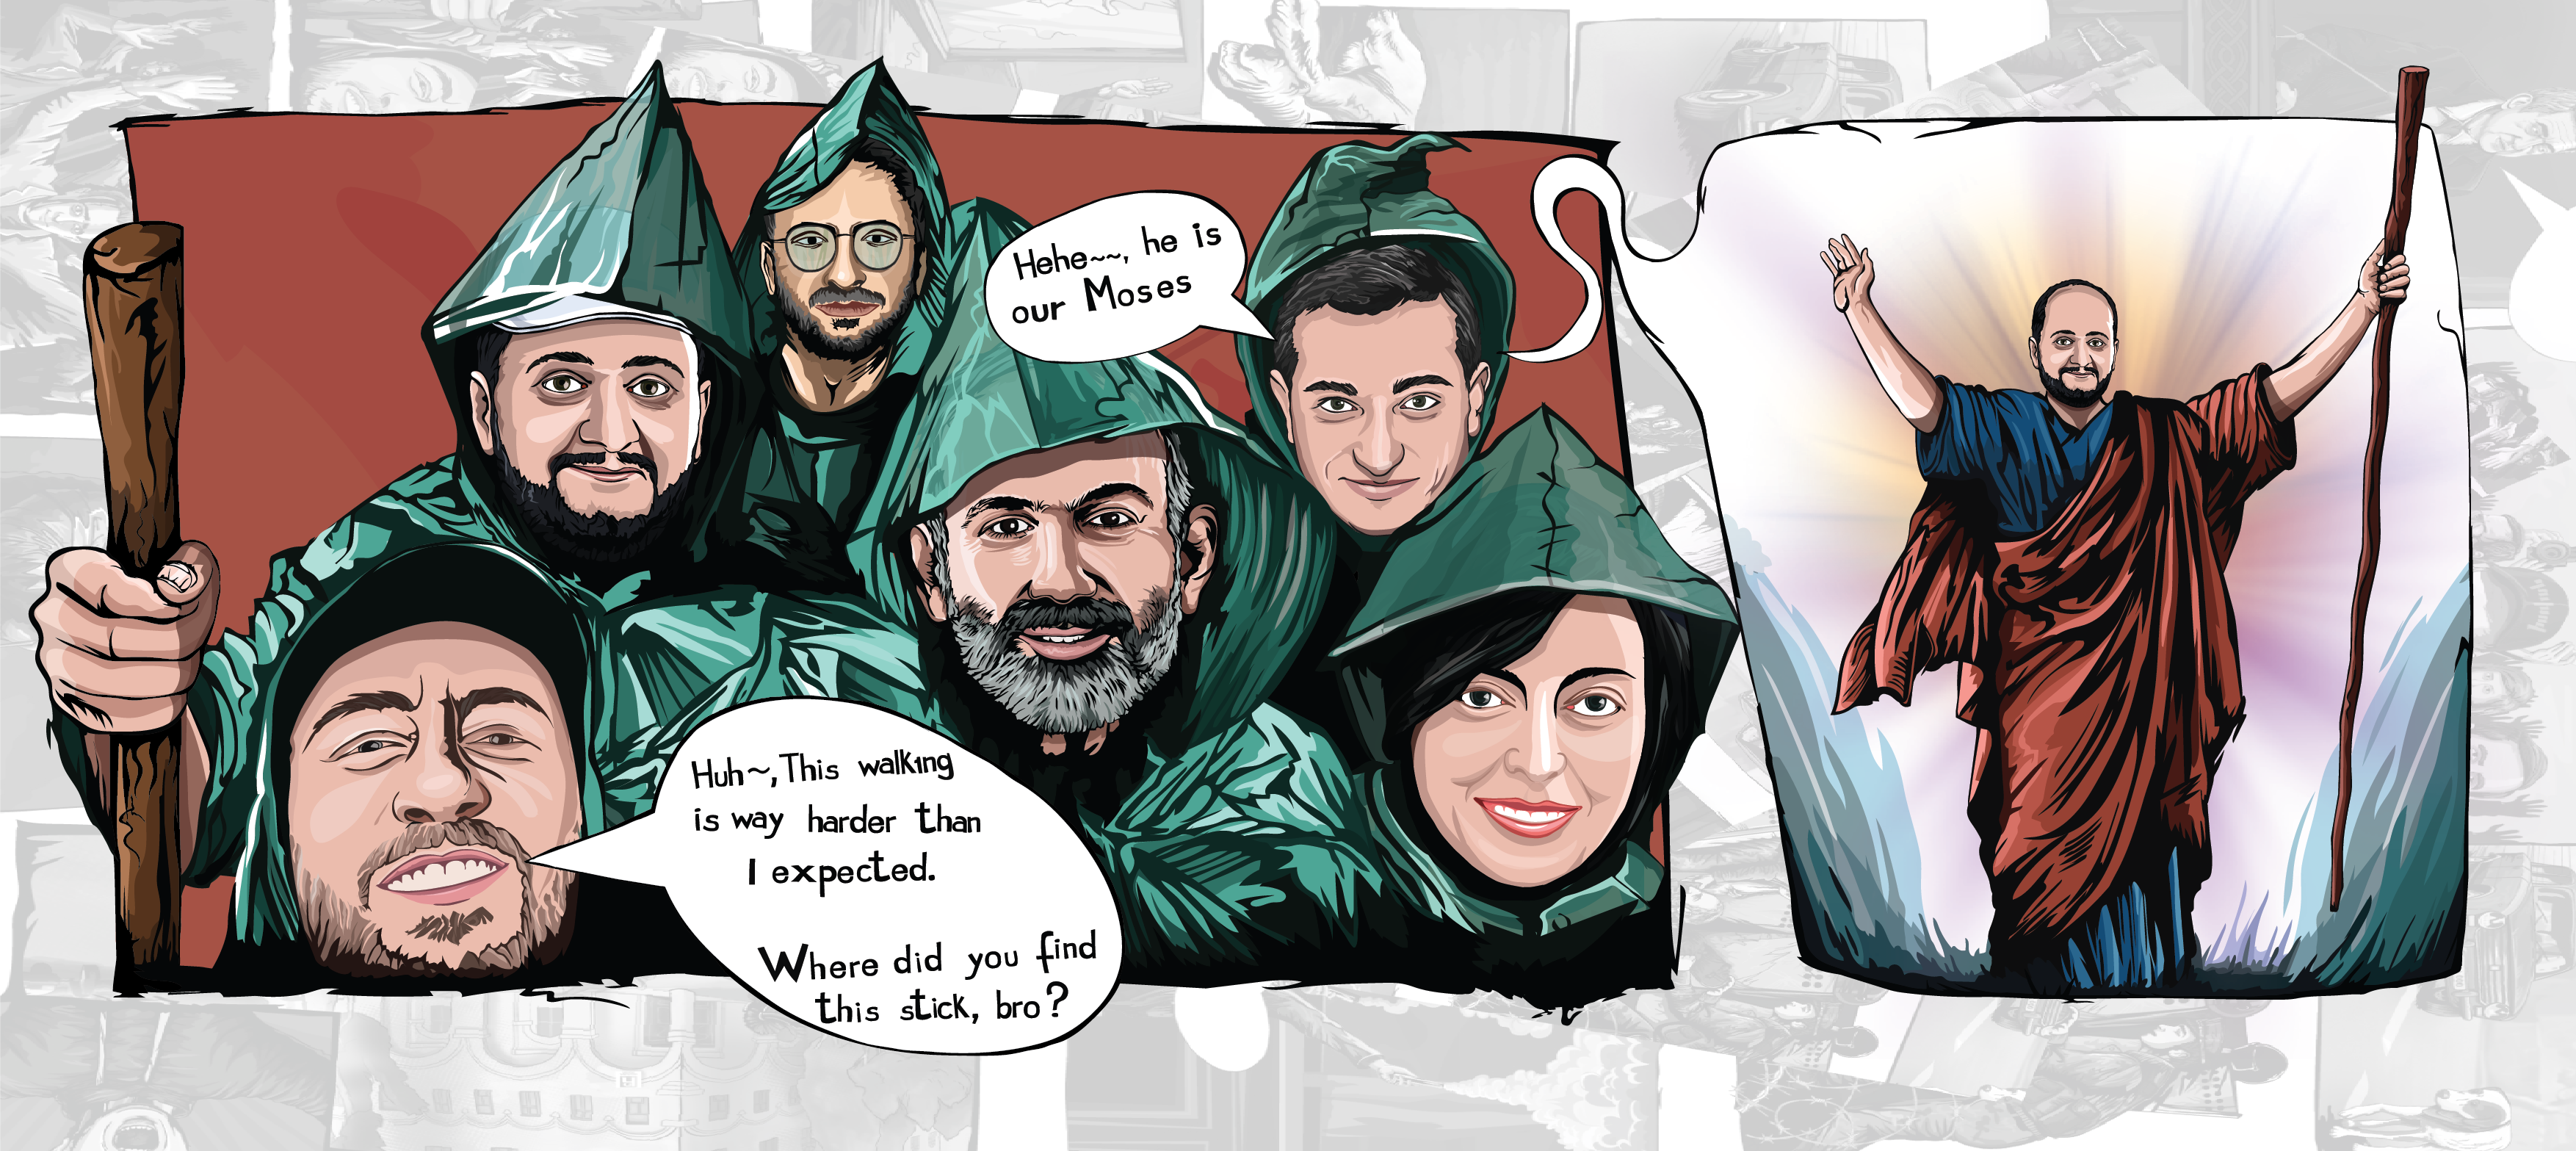 Hehe~~, he is
our Moses
Huh~, This walking
is way harder than
I expected.
Where did you find
this stick, bro?